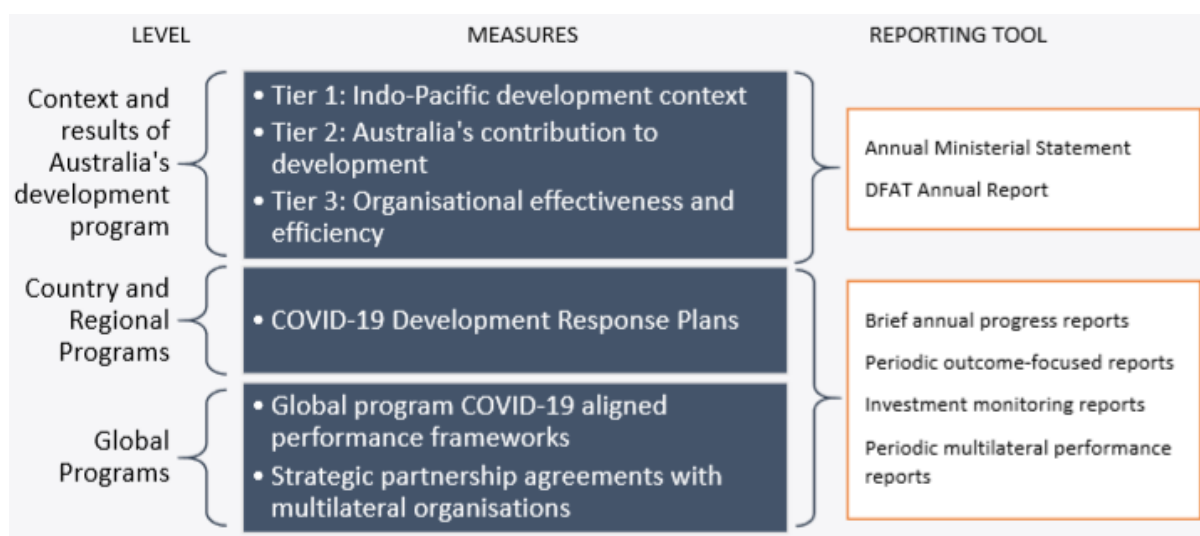 LEVEL MEASURES REPORTING TOOL
Context and
results of
Australia's
development
program
• Tier 1: Indo-Pacific development context
• Tier 2: Australia's contribution to
development
• Tier 3: Organisational effectiveness and
efficiency
Annual Ministerial Statement
DFAT Annual Report
Country and
Regional
Programs
• COVID-19 Development Response Plans
Global
Programs
• Global program COVID-19 aligned
performance frameworks
• Strategic partnership agreements with
multilateral organisations
Brief annual progress reports
Periodic outcome-focused reports
Investment monitoring reports
Periodic multilateral performance
reports